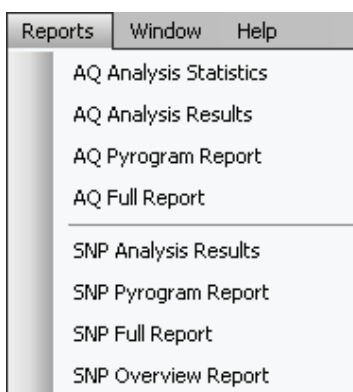 Reports Window Help
AQ Analysis Statistics
AQ Analysis Results
AQ Pyrogram Report
AQ Full Report
SNP Analysis Results
SNP Pyrogram Report
SNP Full Report
SNP Overview Report